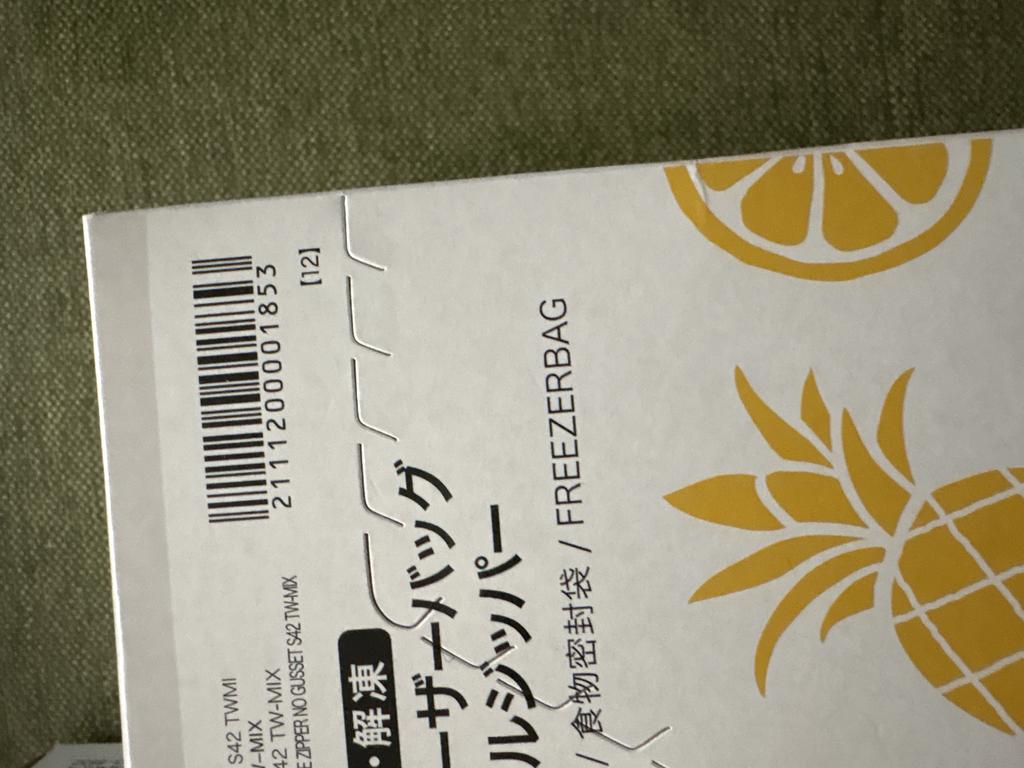 2111200001853
[12]
S42 TWMI
V-MIX
42 TW-MIX
E ZIPPER NO GUSSET S42 TW-MIX
・解凍
ーザーバッグ
ルジッパー
/ 食物密封袋 / FREEZERBAG